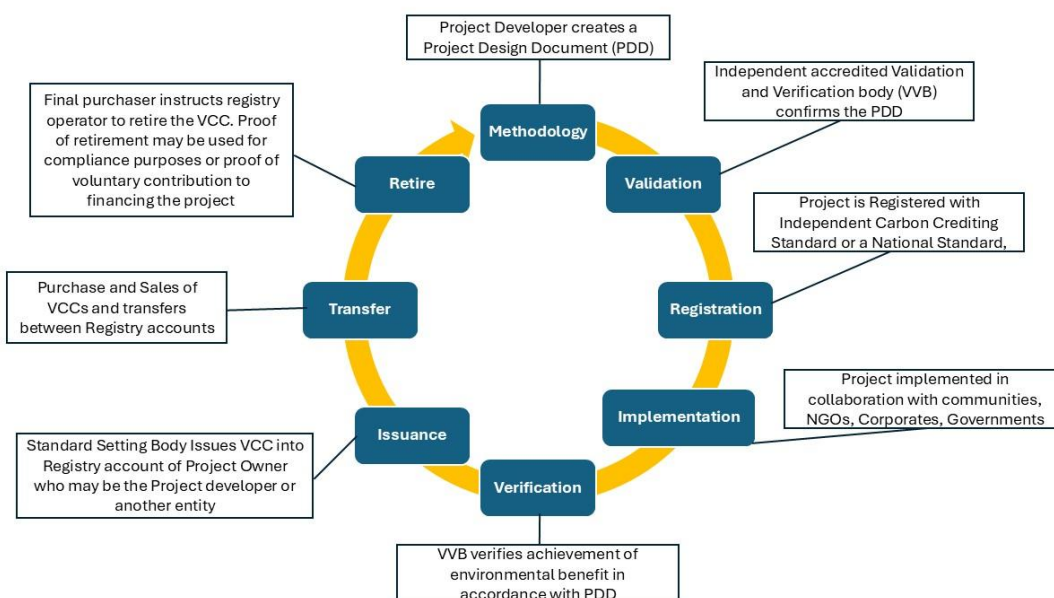 Project Developer creates a
Project Design Document (PDD)
Methodology
Independent accredited Validation
and Verification body (VVB)
confirms the PDD
Validation
Project is Registered with
Independent Carbon Crediting
Standard or a National Standard,
Registration
Project implemented in
collaboration with communities,
NGOs, Corporates, Governments
Implementation
Verification
VVB verifies achievement of
environmental benefit in
accordance with PDD
Issuance
Standard Setting Body Issues VCC into
Registry account of Project Owner
who may be the Project developer or
another entity
Transfer
Purchase and Sales of
VCCs and transfers
between Registry accounts
Retire
Final purchaser instructs registry
operator to retire the VCC. Proof
of retirement may be used for
compliance purposes or proof of
voluntary contribution to
financing the project